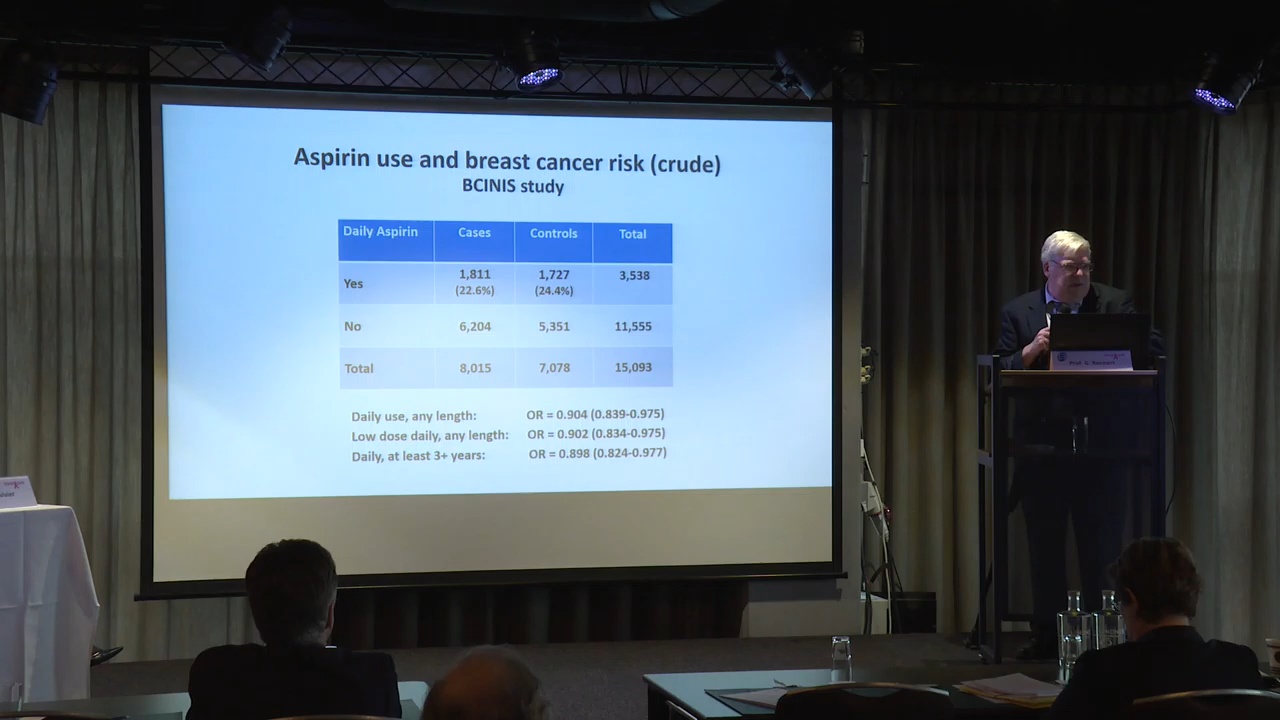 Aspirin use and breast cancer risk (crude)
BCINIS study
Daily Aspirin Cases Controls Total
Yes 1,811 1,727 3,538
(22.6%) (24.4%)
No 6,204 5,351 11,555
Total 8,015 7,078 15,093
Daily use, any length: OR = 0.904 (0.839-0.975)
Low dose daily, any length: OR = 0.902 (0.834-0.975)
Daily, at least 3+ years: OR = 0.898 (0.824-0.977)
Prof. G. Rennert